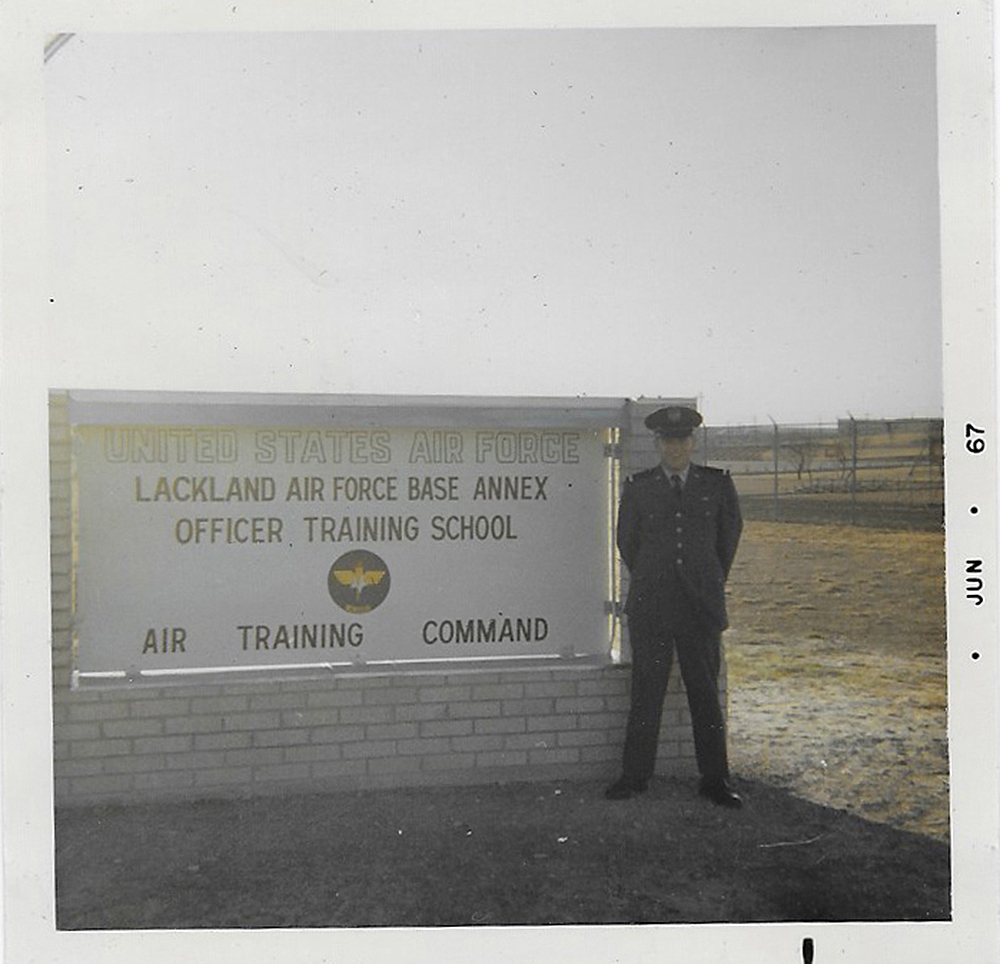 UNITED STATES AIR FORCE
LACKLAND AIR FORCE BASE ANNEX
OFFICER TRAINING SCHOOL
AIR TRAINING COMMAND
• JUN • 67